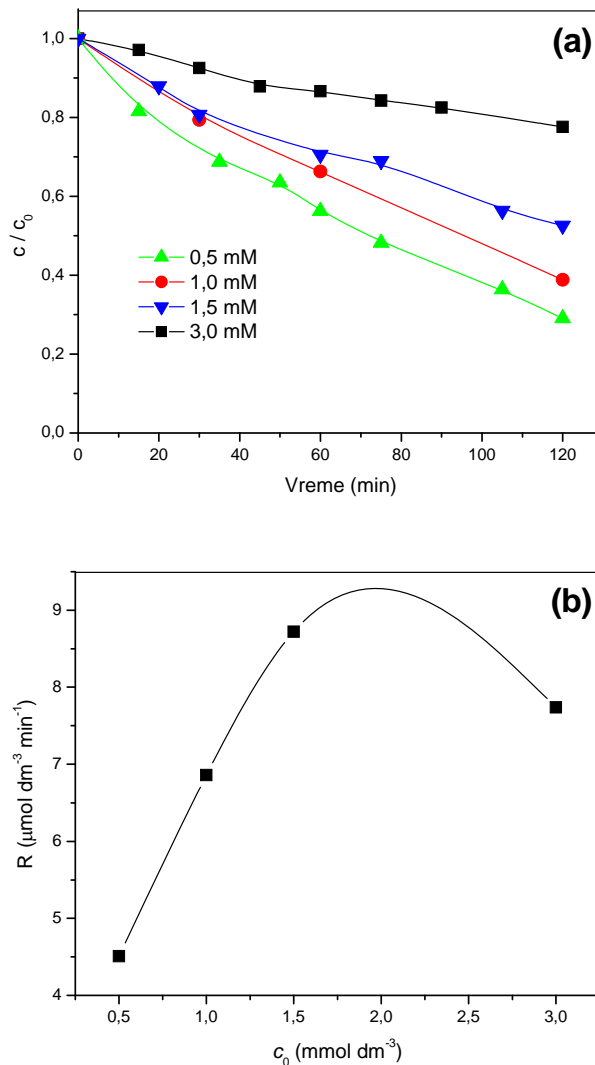 (a)
1,0
0,8
0,6
0,4
0,2
0,0
c / c0
0,5 mM
1,0 mM
1,5 mM
3,0 mM
0 20 40 60 80 100 120
Vreme (min)
(b)
9
8
7
6
5
4
R (μmol dm-3 min-1)
0,5 1,0 1,5 2,0 2,5 3,0
c0 (mmol dm-3)